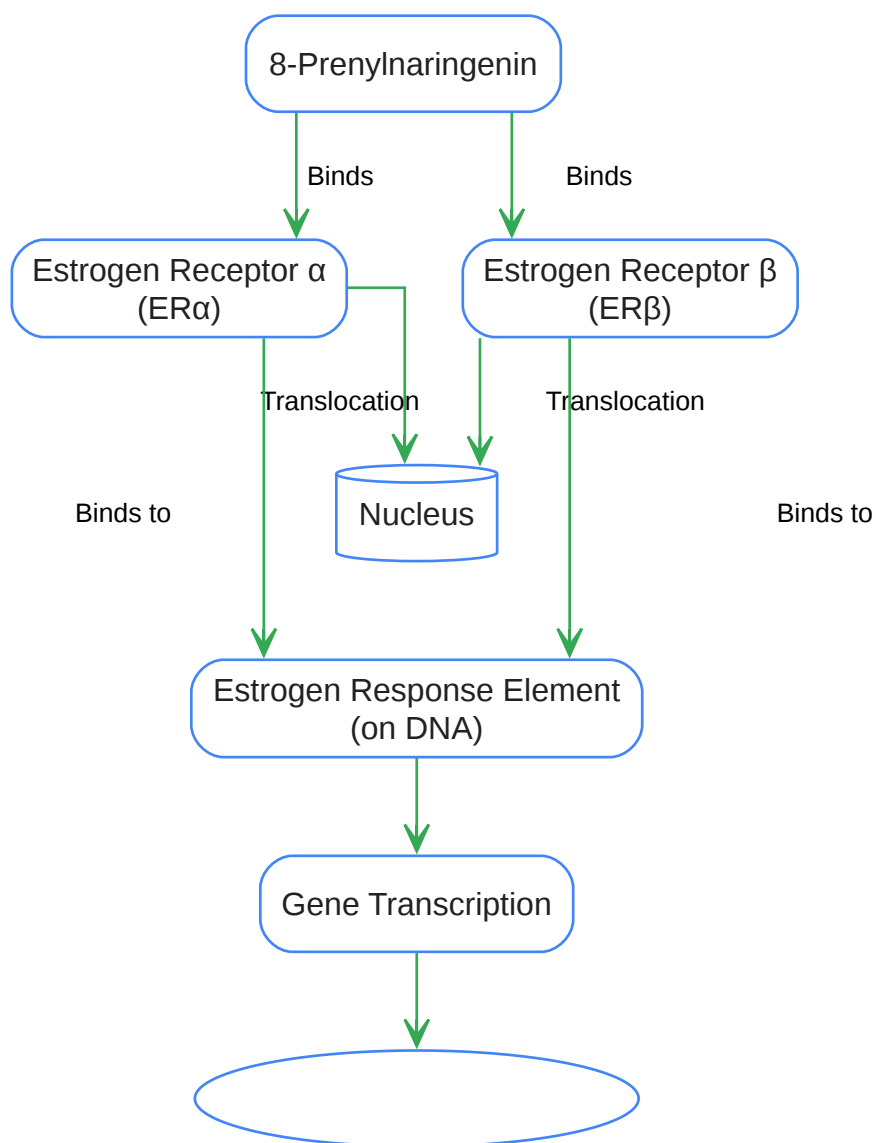 8-Prenylnaringenin
Binds
Binds
Estrogen Receptor α
(ERα)
Estrogen Receptor β
(ERβ)
Translocation
Translocation
Nucleus
Binds to
Binds to
Estrogen Response Element
(on DNA)
Gene Transcription